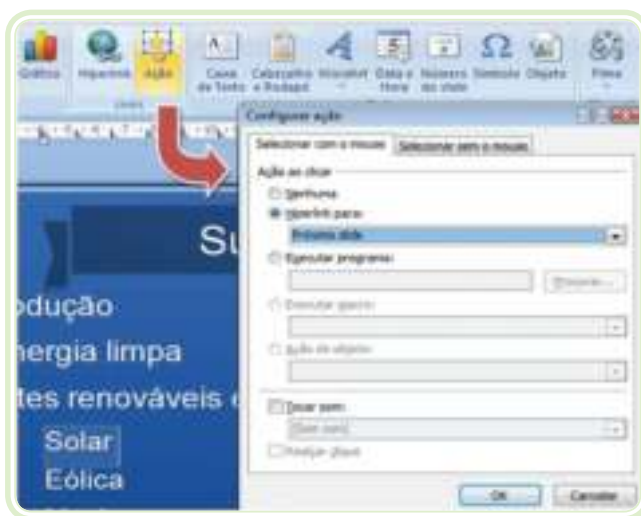 Gráfico Hiperlink Ação Caixa de Texto Cabeçalho e Rodapé WordArt Data e Hora Número do slide Símbolo Objeto Filme
Links
Configurar ação
Selecionar com o mouse Selecionar sem o mouse
Ação ao clicar
Nenhuma
Hiperlink para:
Próximo slide
Executar programa:
Procurar...
Executar macro:
Ação do objeto:
Tocar som:
[Sem som]
Realçar clique
OK Cancelar
Su
odução
nergia limpa
tes renováveis
Solar
Eólica